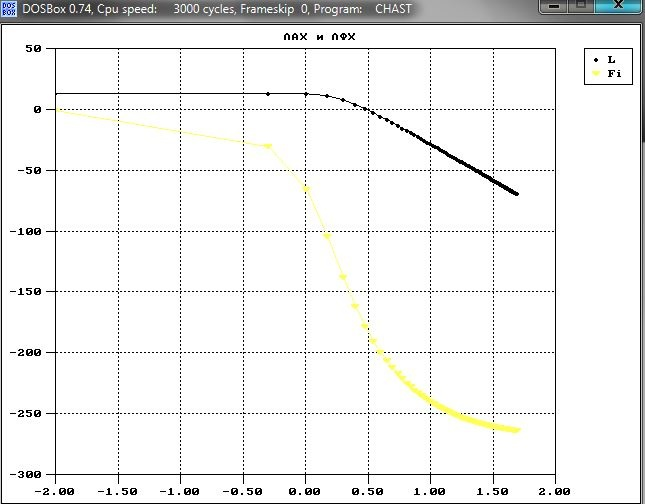 DOS BOX DOSBox 0.74, Cpu speed: 3000 cycles, Frameskip 0, Program: CHAST
ЛАХ и ЛФХ
L
Fi
50
0
-50
-100
-150
-200
-250
-300
-2.00 -1.50 -1.00 -0.50 0.00 0.50 1.00 1.50 2.00